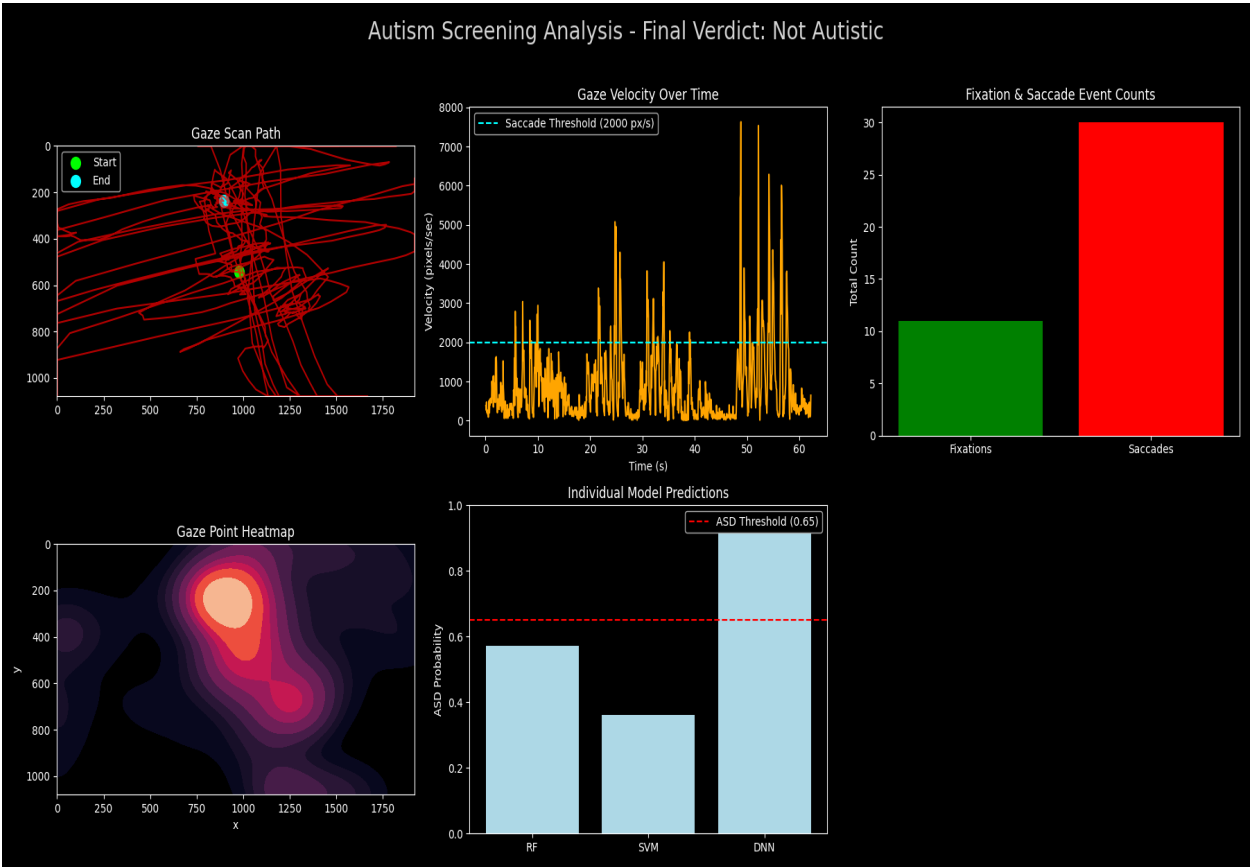 Autism Screening Analysis - Final Verdict: Not Autistic
Gaze Scan Path
Start
End
0
200
400
600
800
1000
0 250 500 750 1000 1250 1500 1750
Gaze Velocity Over Time
Saccade Threshold (2000 px/s)
Velocity (pixels/sec)
8000
7000
6000
5000
4000
3000
2000
1000
0
0 10 20 30 40 50 60
Time (s)
Fixation & Saccade Event Counts
Total Count
30
25
20
15
10
5
0
Fixations Saccades
Gaze Point Heatmap
y
0
200
400
600
800
1000
0 250 500 750 1000 1250 1500 1750
x
Individual Model Predictions
ASD Threshold (0.65)
ASD Probability
1.0
0.8
0.6
0.4
0.2
0.0
RF SVM DNN